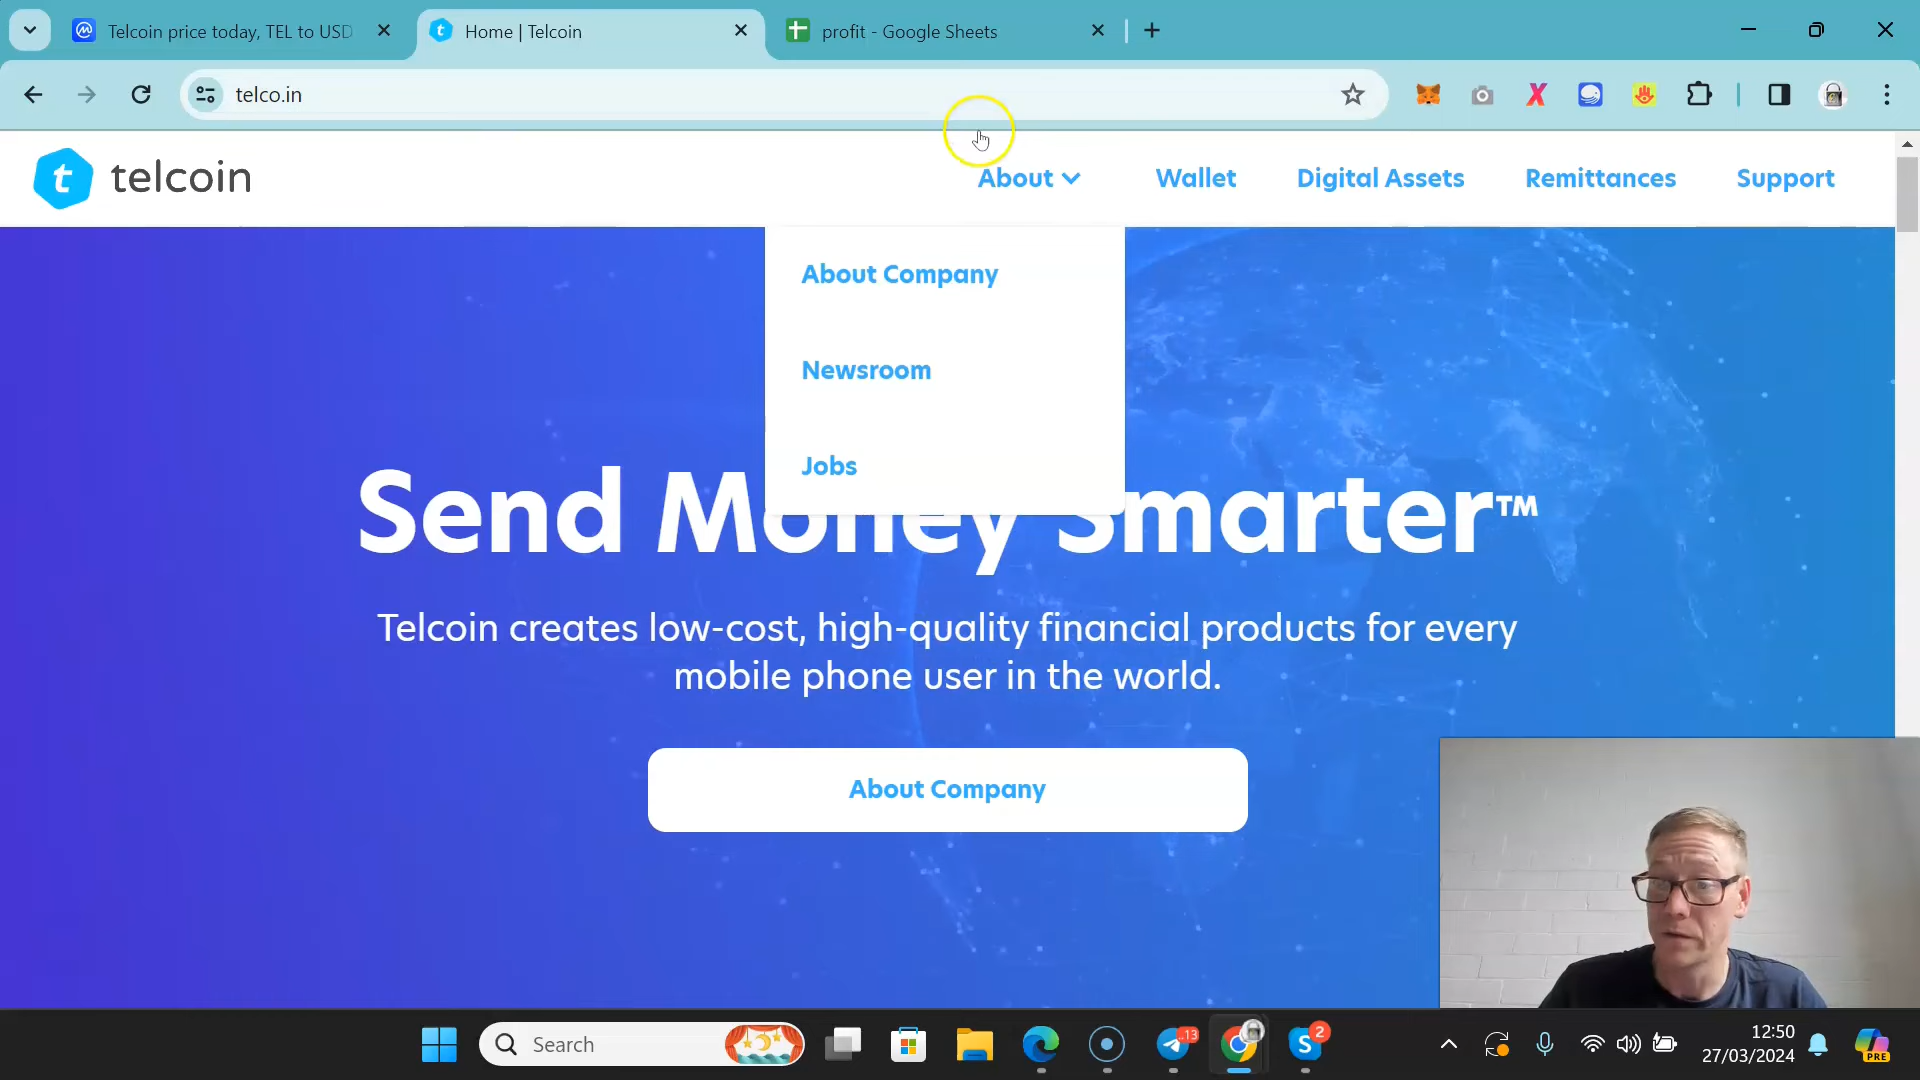 Telcoin price today, TEL to USD
Home | Telcoin
profit - Google Sheets
telco.in
telcoin
About
Wallet
Digital Assets
Remittances
Support
About Company
Newsroom
Jobs
Send Money Smarter™
Telcoin creates low-cost, high-quality financial products for every
mobile phone user in the world.
About Company
Search
13
2
12:50
27/03/2024
PRE